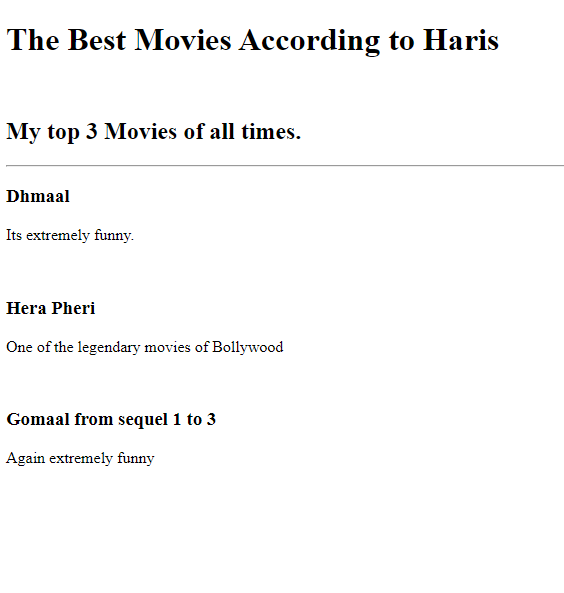 The Best Movies According to Haris
My top 3 Movies of all times.
Dhmaal
Its extremely funny.
Hera Pheri
One of the legendary movies of Bollywood
Gomaal from sequel 1 to 3
Again extremely funny